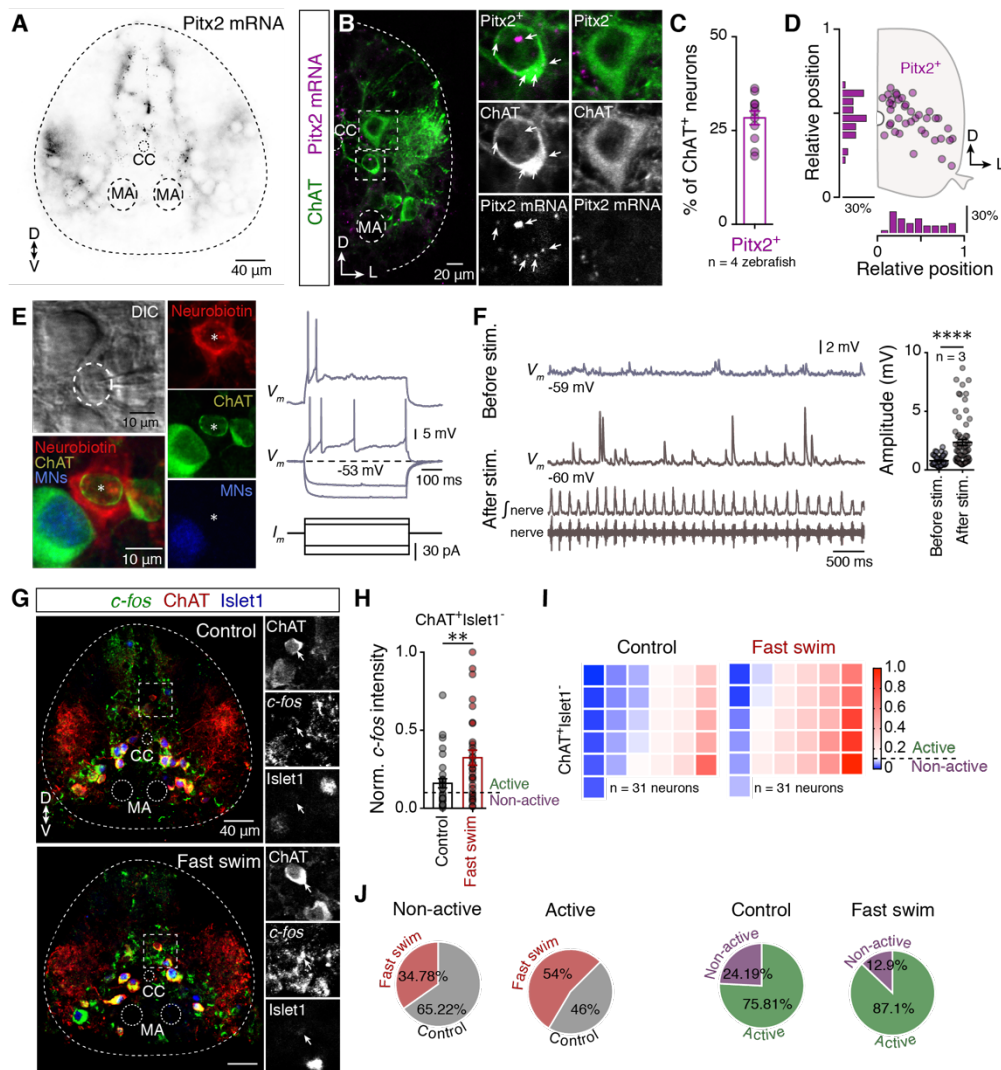 A
Pitx2 mRNA
CC
MA
MA
D
V
40 µm
B
ChAT Pitx2 mRNA
CC
MA
D
L
20 µm
Pitx2+
Pitx2-
ChAT
Pitx2 mRNA
Pitx2 mRNA
C
% of ChAT+ neurons
50
25
0
Pitx2+
n = 4 zebrafish
D
Relative position
1
0
30%
Pitx2+
D
L
30%
0
1
Relative position
E
DIC
10 µm
Neurobiotin
ChAT
MNs
10 µm
Neurobiotin
*
ChAT
*
MNs
*
Vm
5 mV
Vm
-53 mV
100 ms
Im
30 pA
F
Before stim.
Vm
-59 mV
2 mV
After stim.
Vm
-60 mV
∫nerve
nerve
500 ms
****
n = 3
Amplitude (mV)
10
5
0
Before stim.
After stim.
G
c-fos ChAT Islet1
Control
CC
MA
D
V
40 µm
ChAT
c-fos
Islet1
Fast swim
CC
MA
ChAT
c-fos
Islet1
H
ChAT+Islet1-
**
Norm. c-fos intensity
1.0
0.5
0.0
Active
Non-active
Control
Fast swim
I
Control
Fast swim
ChAT+Islet1-
n = 31 neurons
n = 31 neurons
1.0
0.8
0.6
0.4
0.2
0
Active
Non-active
J
Non-active
Fast swim
34.78%
65.22%
Control
Active
Fast swim
54%
46%
Control
Control
Non-active
24.19%
75.81%
Active
Fast swim
Non-active
12.9%
87.1%
Active